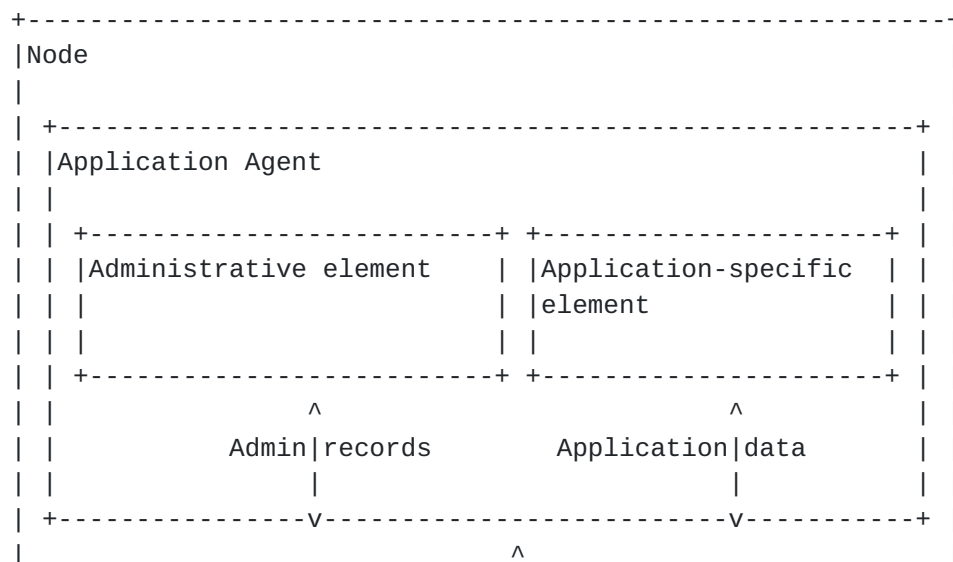 Node
Application Agent
Administrative element Application-specific
element
Admin|records Application|data